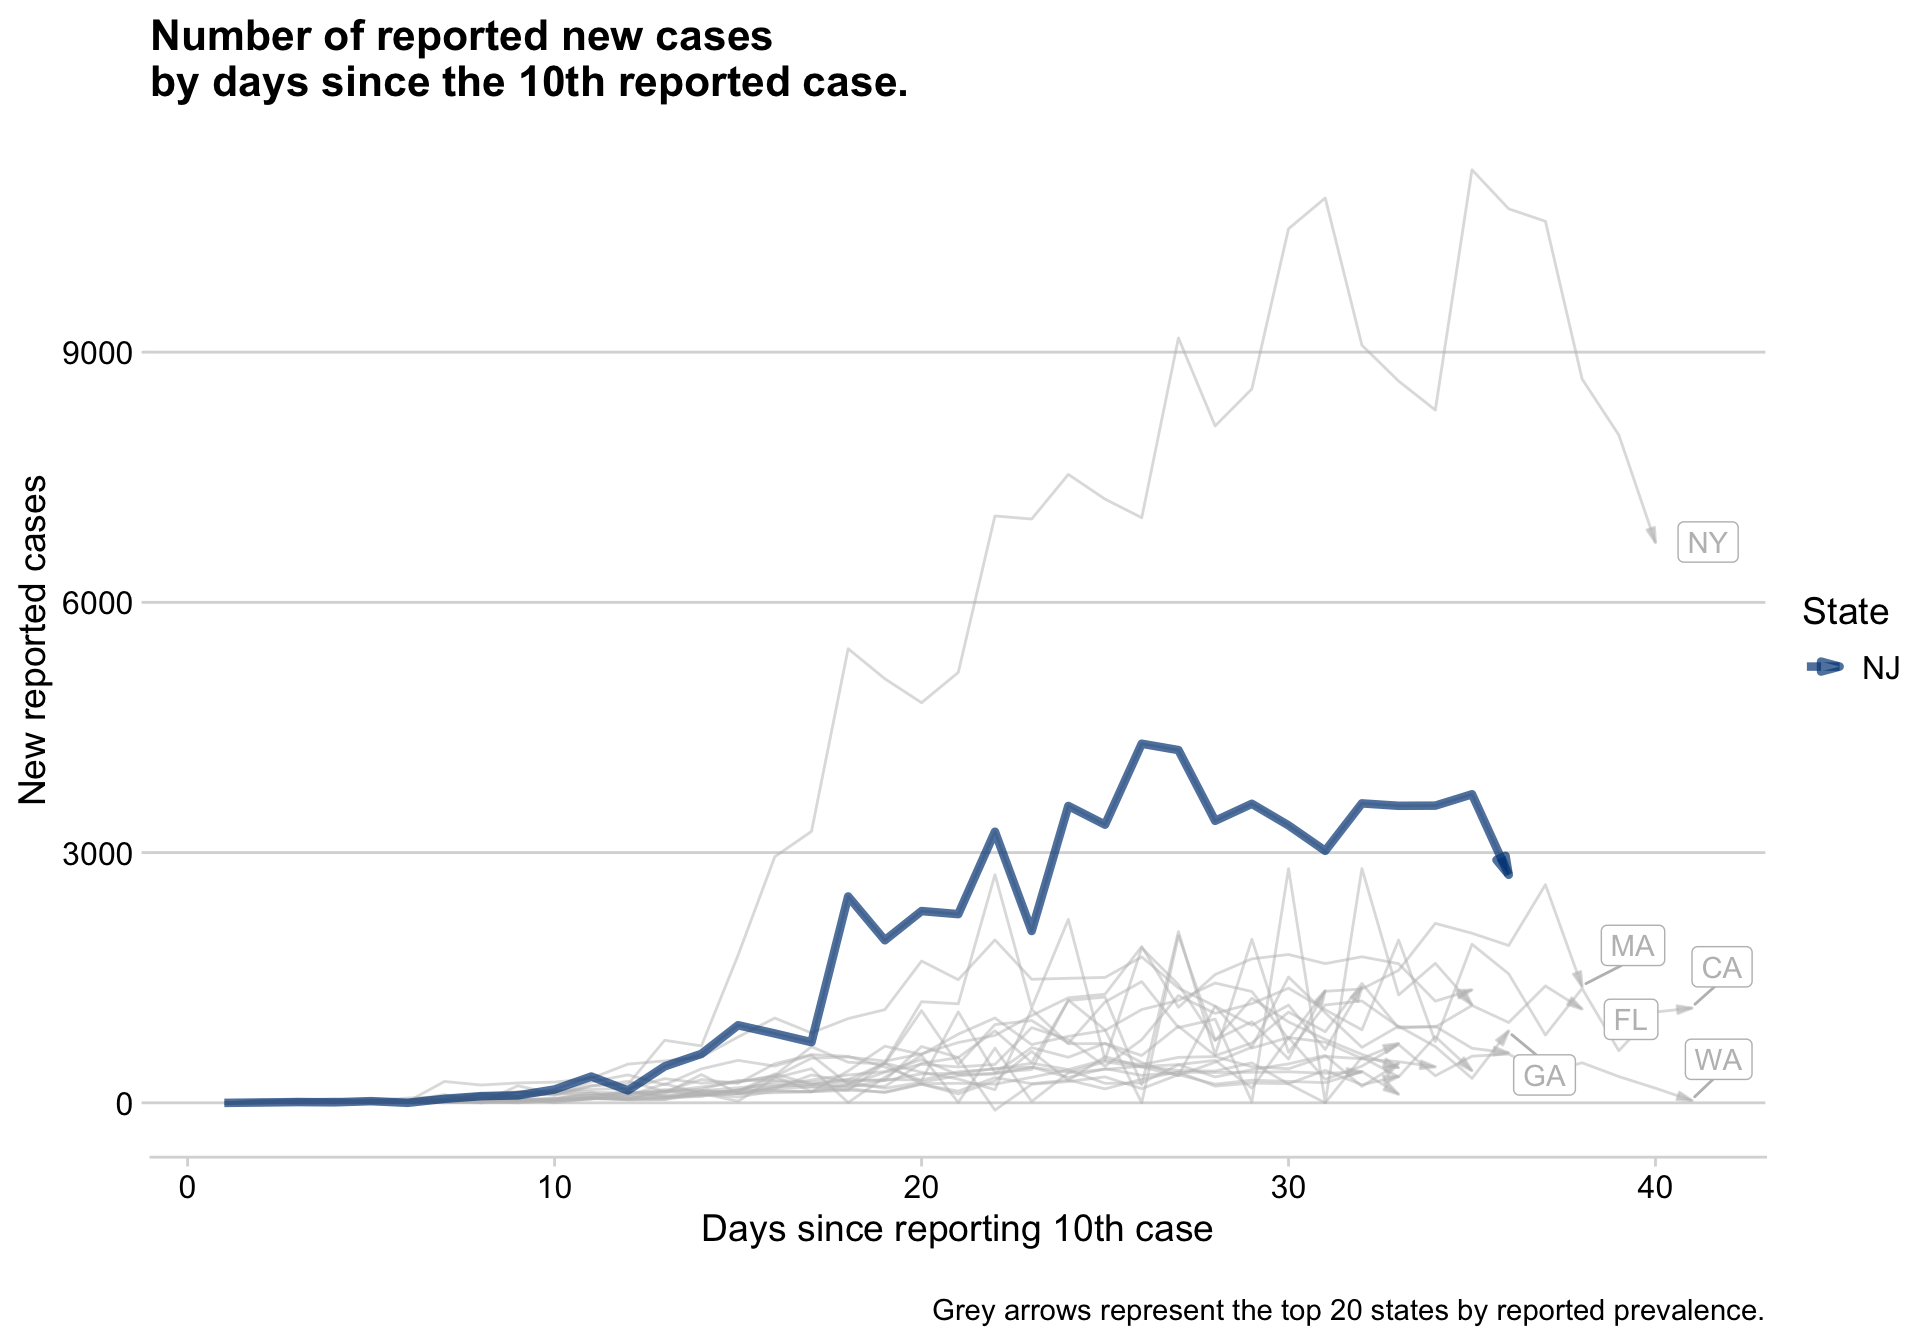 Number of reported new cases
by days since the 10th reported case.
New reported cases
9000
6000
3000
0
0
10
20
30
40
Days since reporting 10th case
NY
MA
CA
FL
WA
GA
State
NJ
Grey arrows represent the top 20 states by reported prevalence.